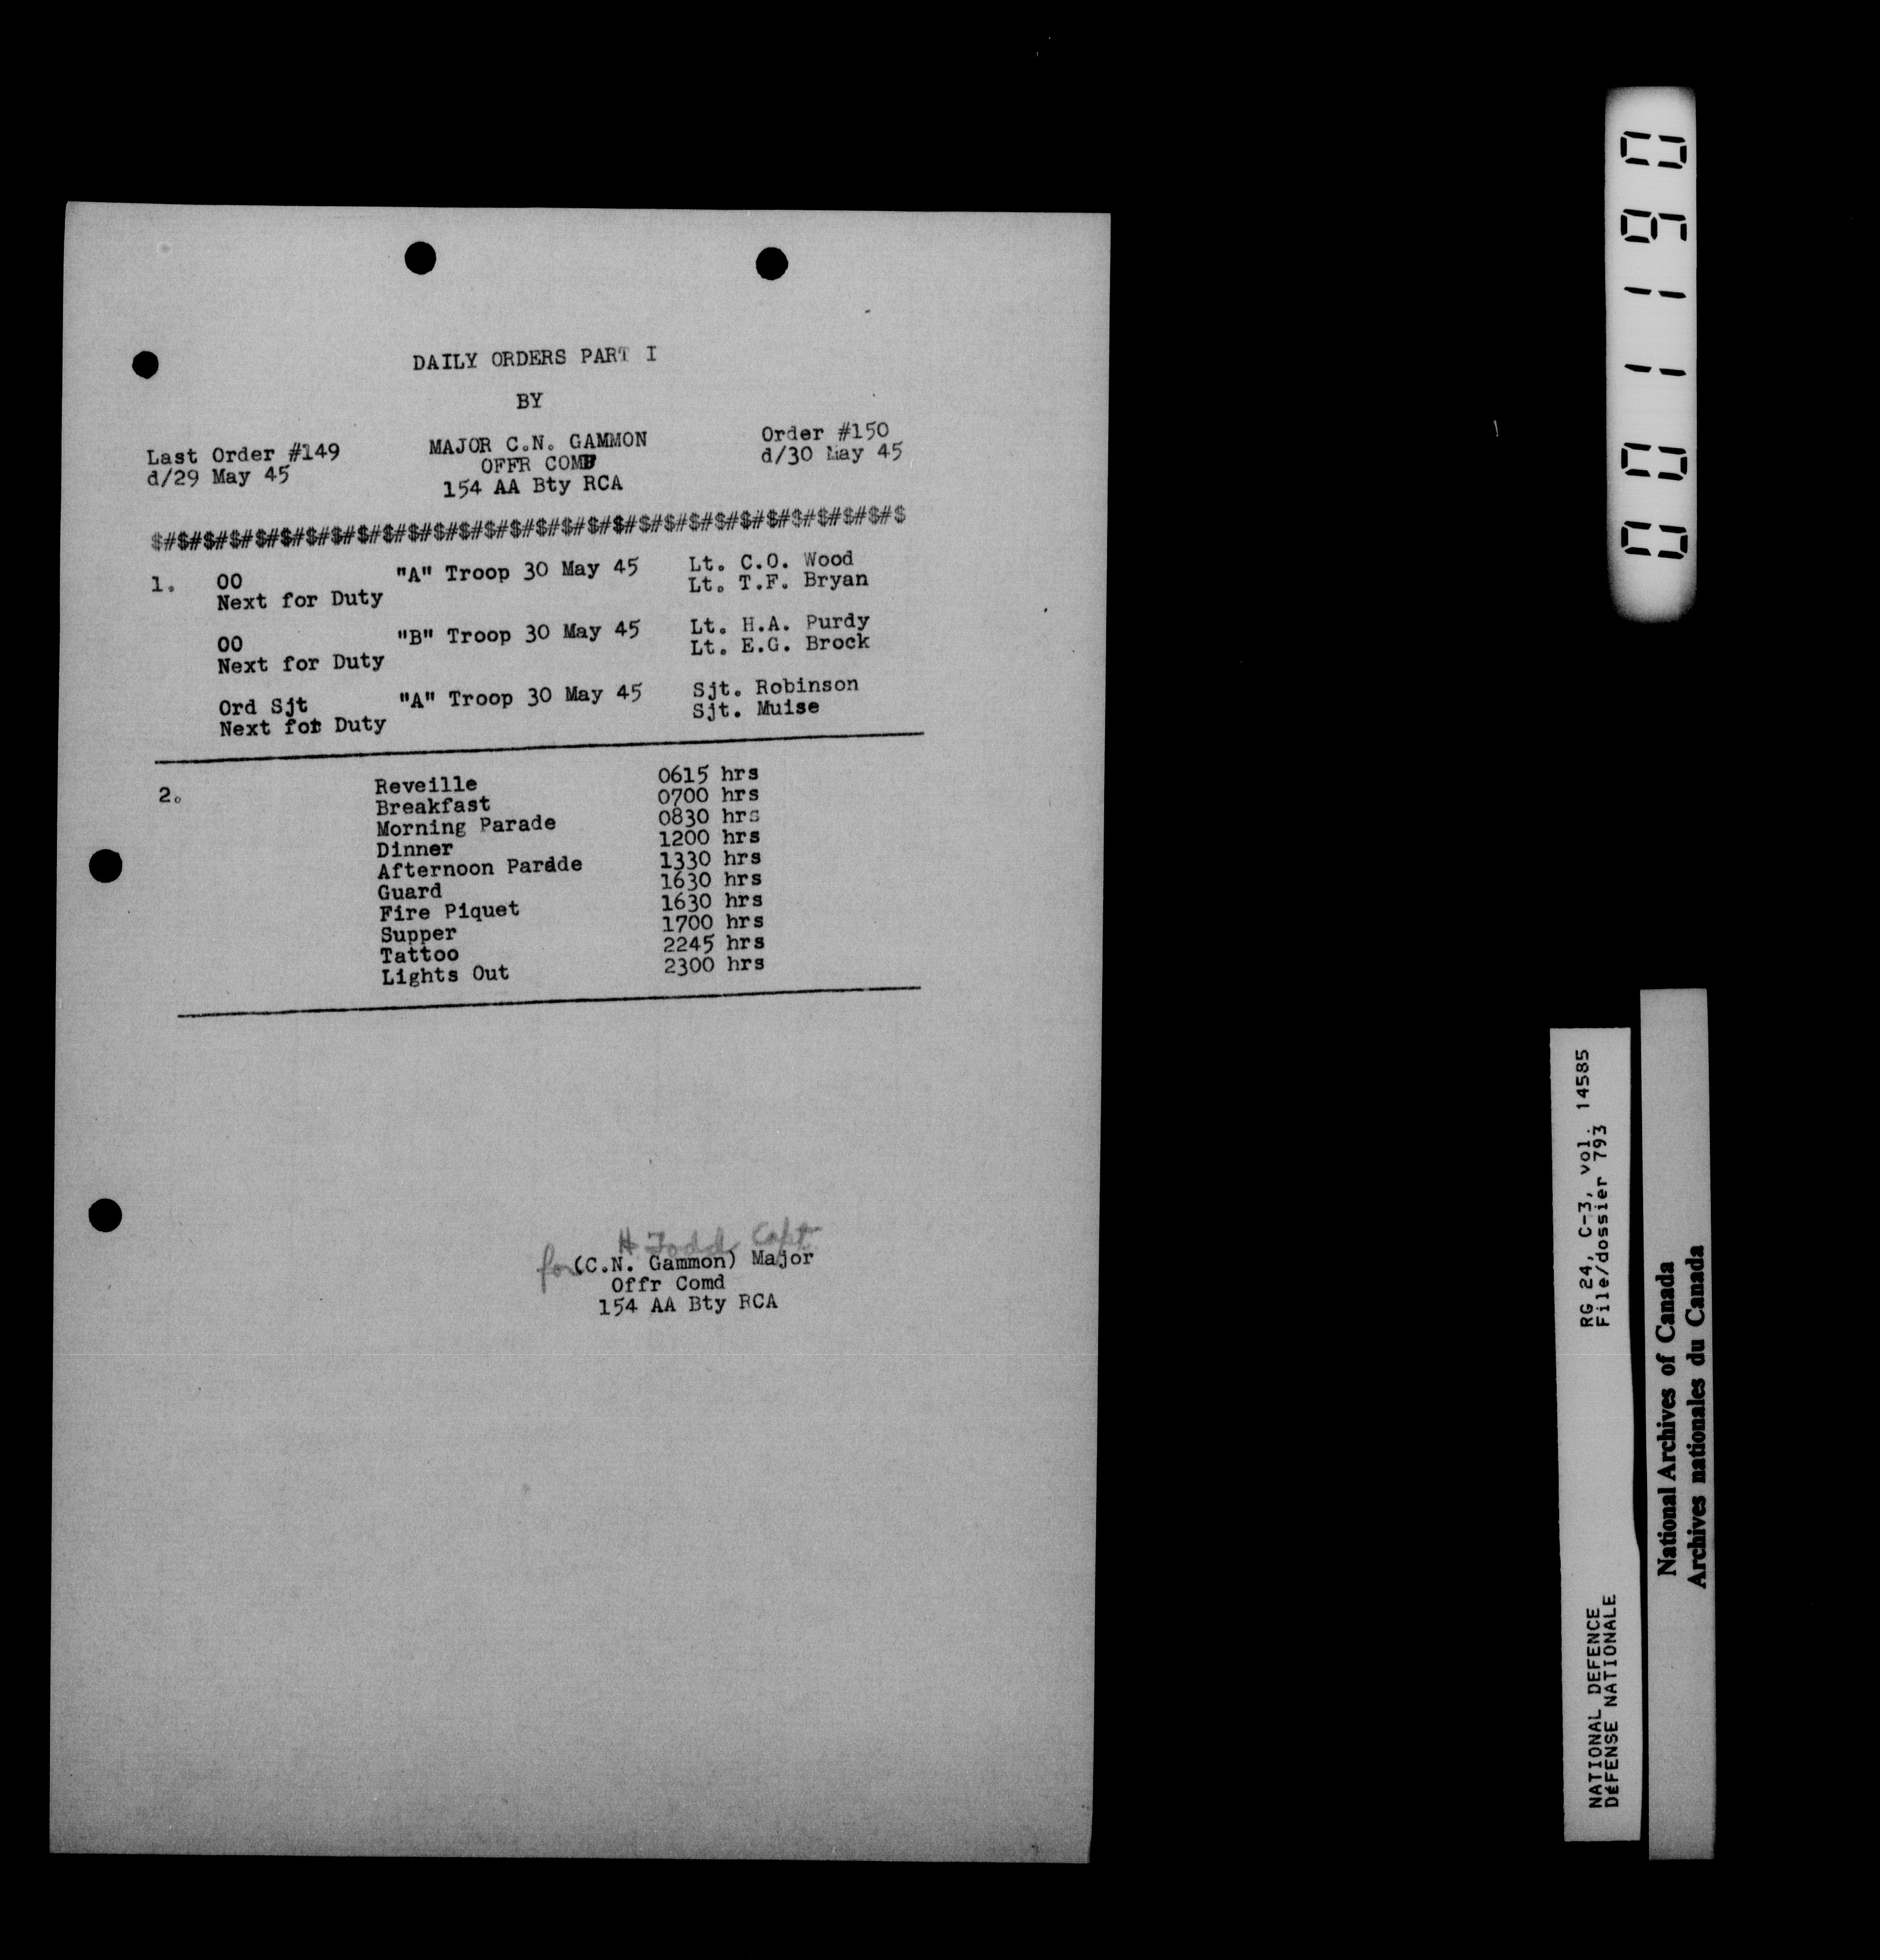 DAILY ORDERS PART I
BY
MAJOR C.N. GAMMON
OFFR COMD
154 AA Bty RCA
Last Order #149
d/29 May 45
Order #150
d/30 May 45
$#$#$#$#$#$#$#$#$#$#$#$#$#$#$#$#$#$#$#$#$#$#$#$#$#$#$#$#$#$
1. OO "A" Troop 30 May 45 Lt. C.O. Wood
Next for Duty Lt. T.F. Bryan
OO "B" Troop 30 May 45 Lt. H.A. Purdy
Next for Duty Lt. E.G. Brock
Ord Sjt "A" Troop 30 May 45 Sjt. Robinson
Next for Duty Sjt. Muise
2. Reveille 0615 hrs
Breakfast 0700 hrs
Morning Parade 0830 hrs
Dinner 1200 hrs
Afternoon Parade 1330 hrs
Guard 1630 hrs
Fire Piquet 1630 hrs
Supper 1700 hrs
Tattoo 2245 hrs
Lights Out 2300 hrs
H Todd Capt
for (C.N. Gammon) Major
Offr Comd
154 AA Bty RCA
001190
NATIONAL DEFENCE RG 24, C-3, vol. 14585
DÉFENSE NATIONALE File/dossier 793
National Archives of Canada
Archives nationales du Canada